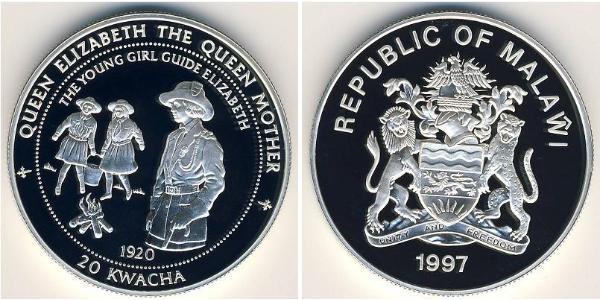 QUEEN ELIZABETH THE QUEEN MOTHER
THE YOUNG GIRL GUIDE ELIZABETH
1920
20 KWACHA
REPUBLIC OF MALAŴI
UNITY AND FREEDOM
1997